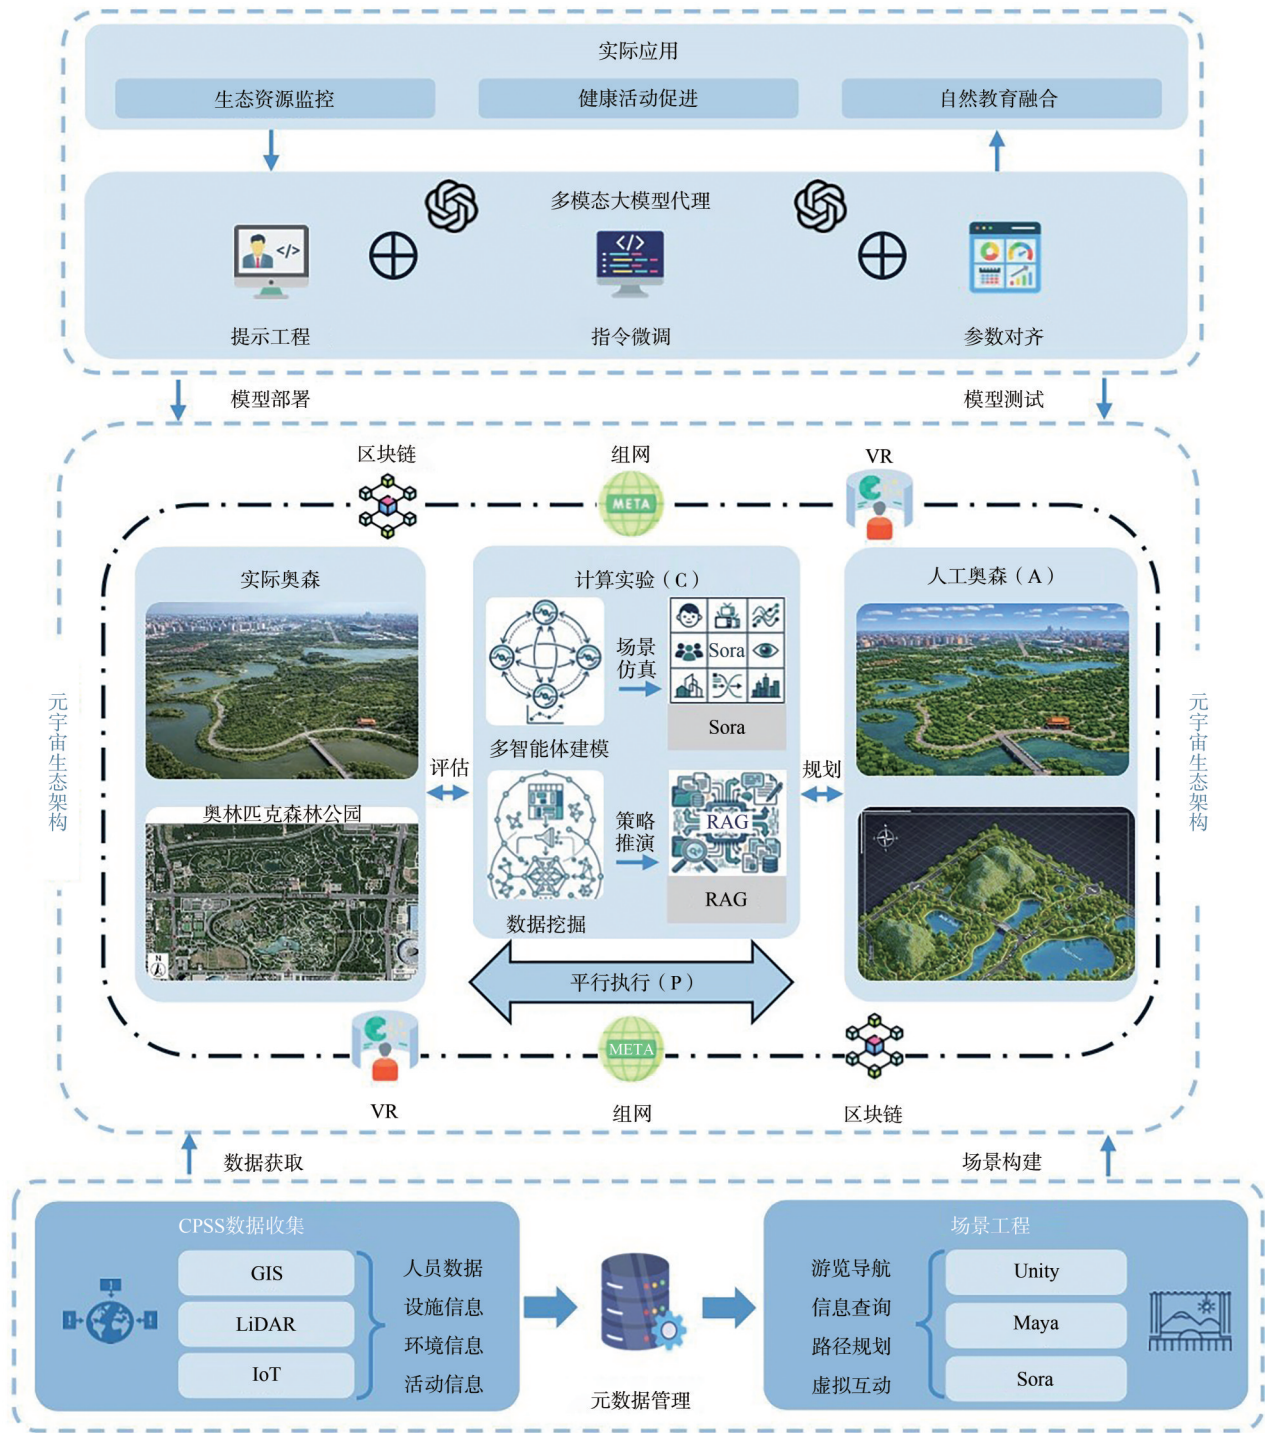 实际应用
生态资源监控
健康活动促进
自然教育融合
多模态大模型代理
提示工程
指令微调
参数对齐
模型部署
模型测试
区块链
组网
VR
META
元宇宙生态架构
实际奥森
奥林匹克森林公园
N
评估
计算实验（C）
多智能体建模
场景
仿真
Sora
Sora
数据挖掘
策略
推演
RAG
RAG
规划
人工奥森（A）
元宇宙生态架构
平行执行（P）
META
VR
组网
区块链
数据获取
场景构建
CPSS数据收集
GIS
LiDAR
IoT
人员数据
设施信息
环境信息
活动信息
元数据管理
场景工程
游览导航
信息查询
路径规划
虚拟互动
Unity
Maya
Sora